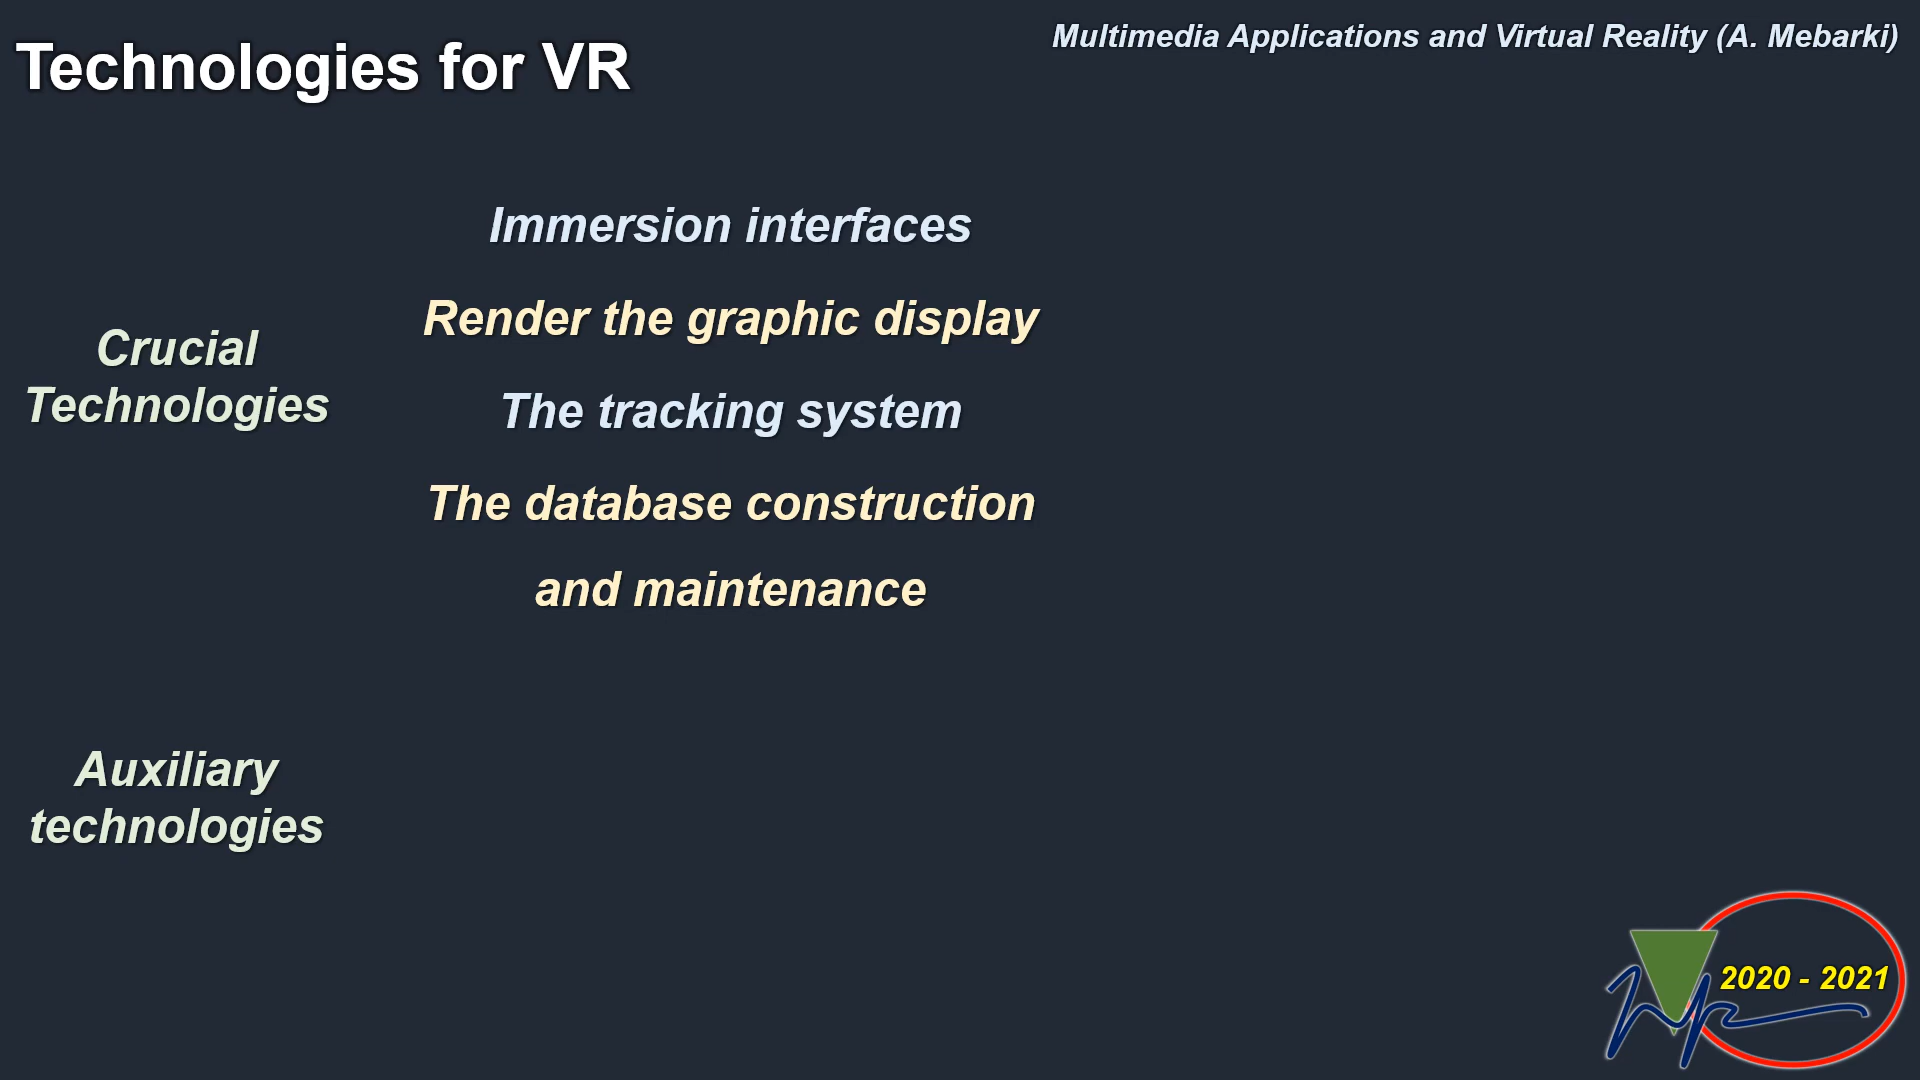 Technologies for VR
Multimedia Applications and Virtual Reality (A. Mebarki)
Crucial
Technologies
Immersion interfaces
Render the graphic display
The tracking system
The database construction
and maintenance
Auxiliary
technologies
2020 - 2021